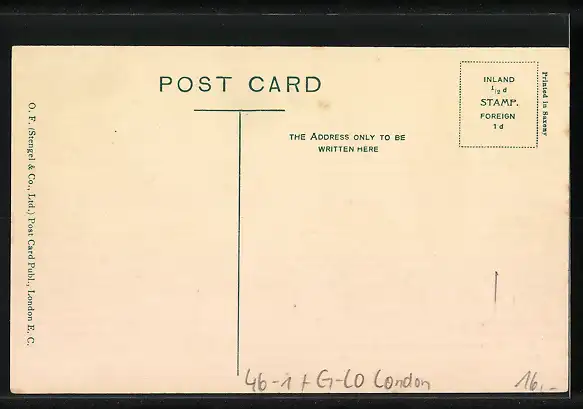 POST CARD
INLAND
1/2 d
STAMP.
FOREIGN
1d
Printed in Saxony
THE ADDRESS ONLY TO BE
WRITTEN HERE
O. F. (Stengel & Co., Ltd.) Post Card Publ., London E. C.
46-1 + G-LO London
16,-